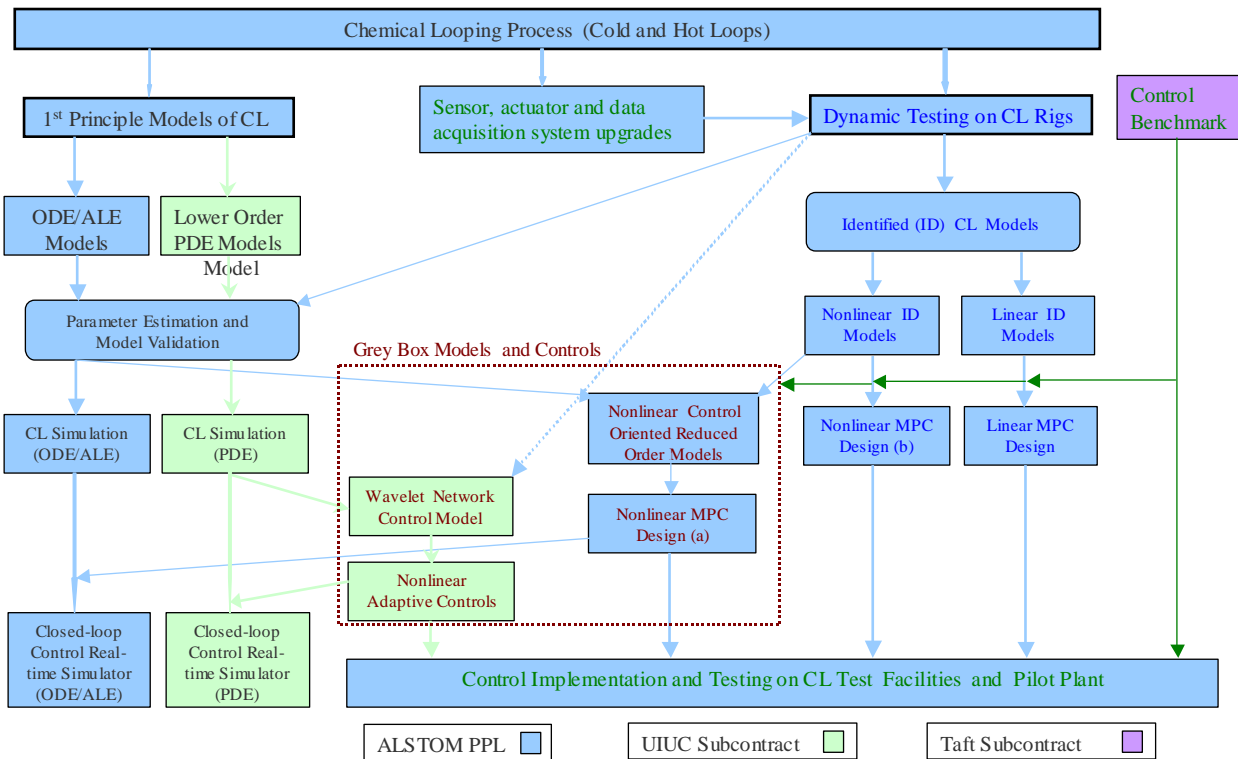 Chemical Looping Process (Cold and Hot Loops)
1st Principle Models of CL
Sensor, actuator and data
acquisition system upgrades
Dynamic Testing on CL Rigs
Control
Benchmark
ODE/ALE
Models
Lower Order
PDE Models
Model
Identified (ID) CL Models
Parameter Estimation and
Model Validation
Nonlinear ID
Models
Linear ID
Models
Grey Box Models and Controls
CL Simulation
(ODE/ALE)
CL Simulation
(PDE)
Nonlinear Control
Oriented Reduced
Order Models
Nonlinear MPC
Design (b)
Linear MPC
Design
Wavelet Network
Control Model
Nonlinear MPC
Design (a)
Nonlinear
Adaptive Controls
Closed-loop
Control Real-
time Simulator
(ODE/ALE)
Closed-loop
Control Real-
time Simulator
(PDE)
Control Implementation and Testing on CL Test Facilities and Pilot Plant
ALSTOM PPL
UIUC Subcontract
Taft Subcontract